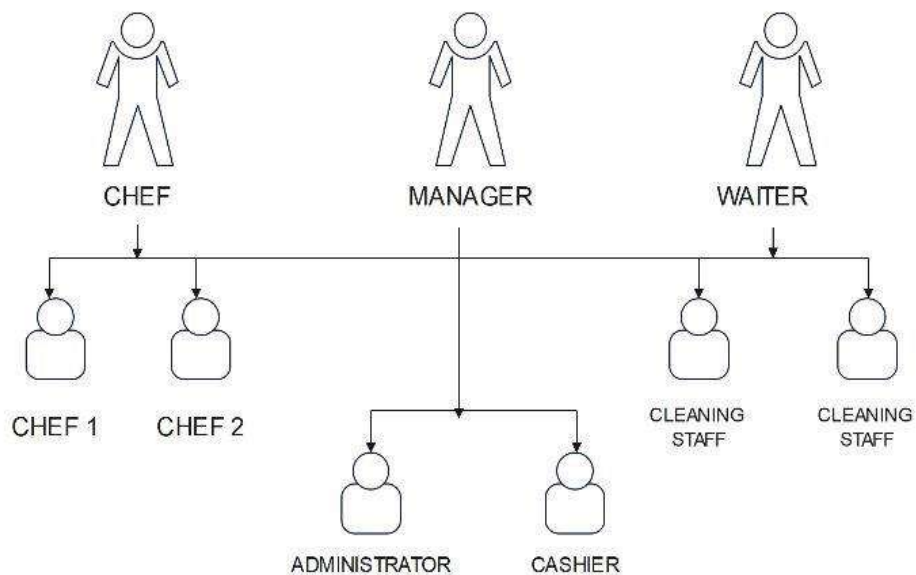 CHEF
MANAGER
WAITER
CHEF 1
CHEF 2
CLEANING
STAFF
CLEANING
STAFF
ADMINISTRATOR
CASHIER